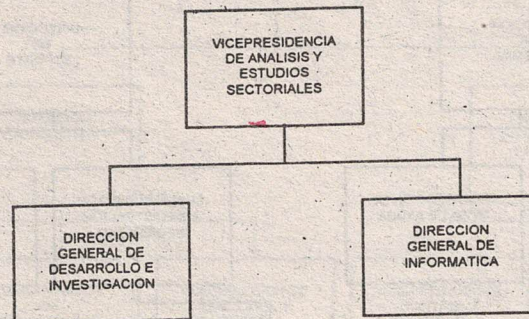 VICEPRESIDENCIA
DE ANALISIS Y
ESTUDIOS
SECTORIALES
DIRECCION
GENERAL DE
DESARROLLO E
INVESTIGACION
DIRECCION
GENERAL DE
INFORMATICA